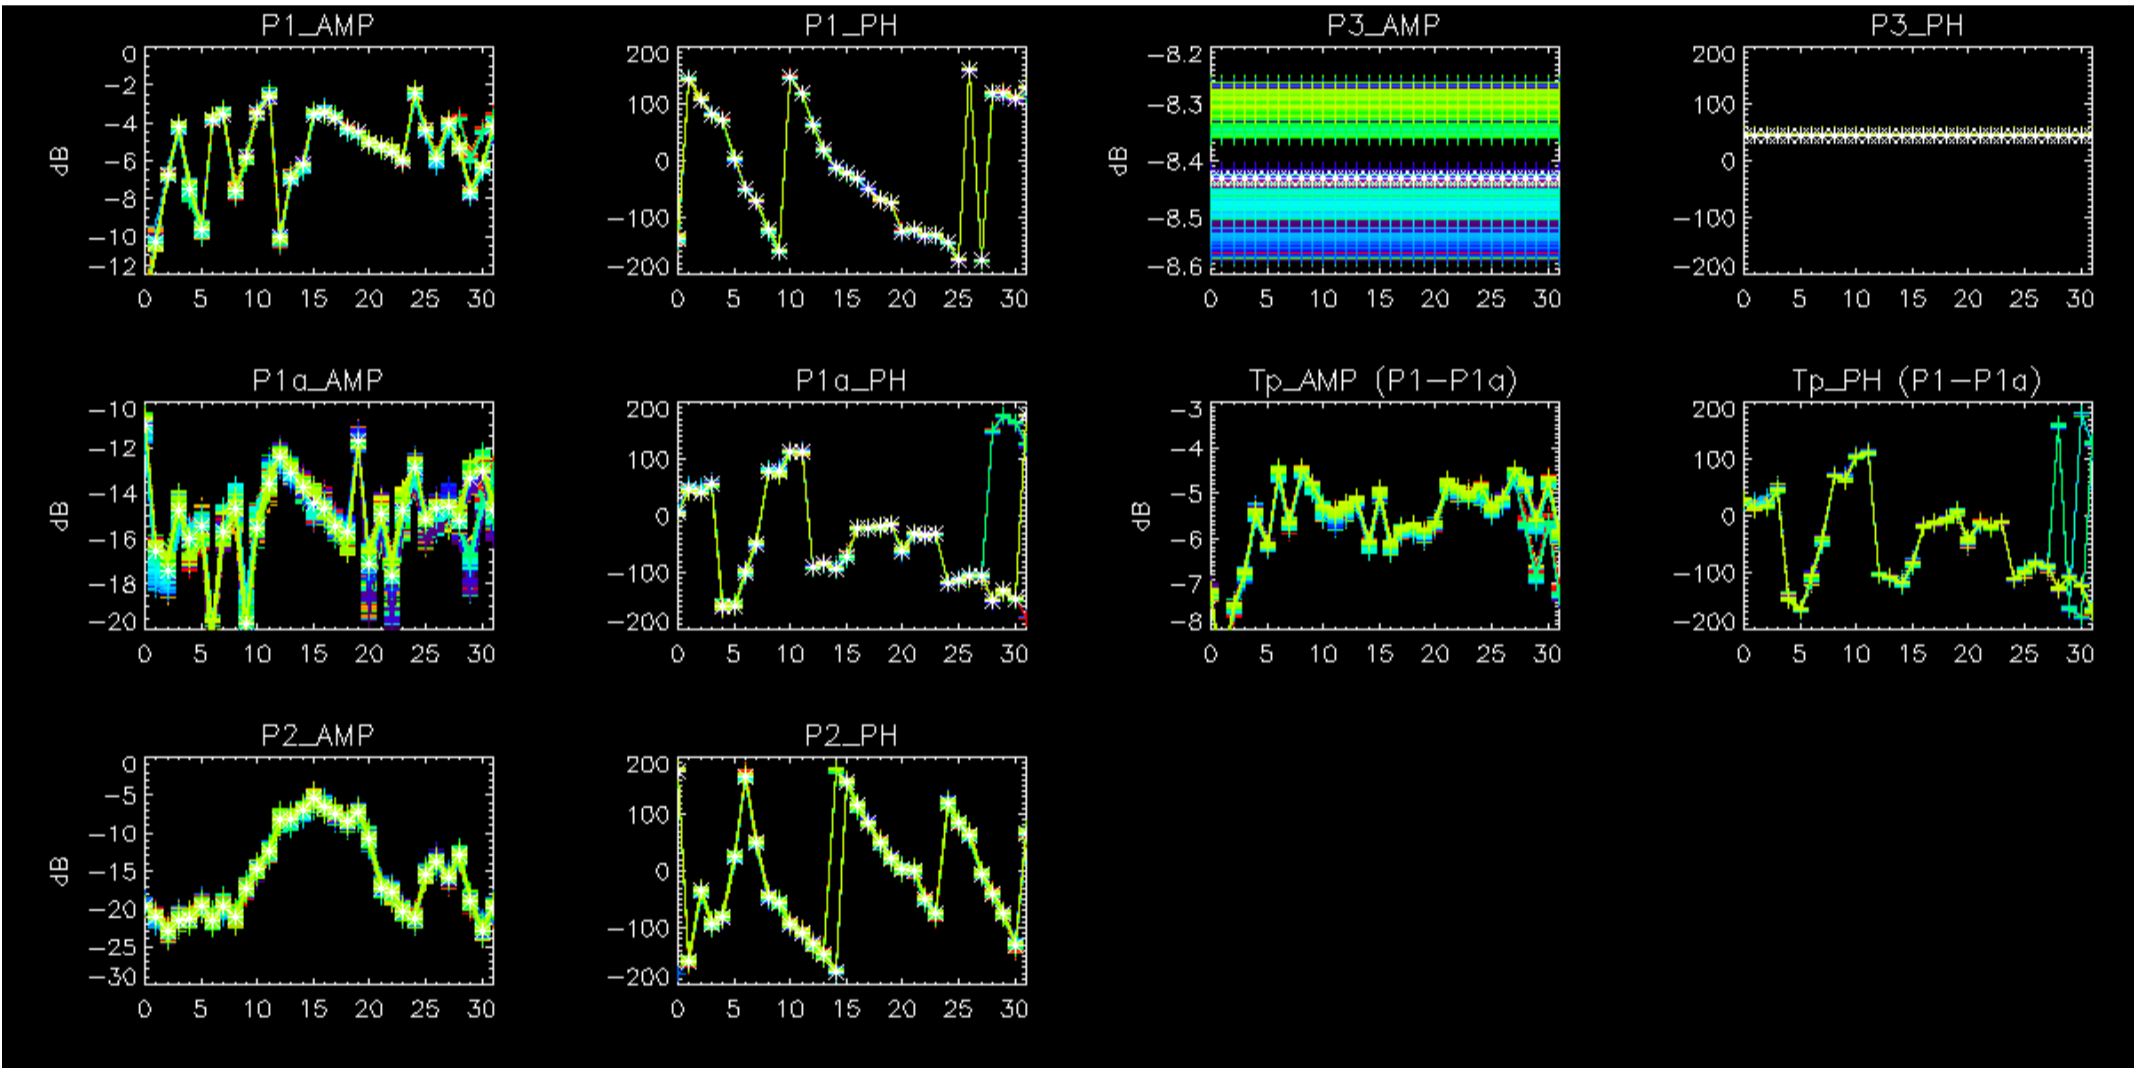 P1_AMP
P1_PH
P3_AMP
P3_PH
0
-2
-4
-6
-8
-10
-12
dB
0 5 10 15 20 25 30
200
100
0
-100
-200
0 5 10 15 20 25 30
-8.2
-8.3
-8.4
-8.5
-8.6
dB
0 5 10 15 20 25 30
200
100
0
-100
-200
0 5 10 15 20 25 30
P1a_AMP
P1a_PH
Tp_AMP (P1-P1a)
Tp_PH (P1-P1a)
-10
-12
-14
-16
-18
-20
dB
0 5 10 15 20 25 30
200
100
0
-100
-200
0 5 10 15 20 25 30
-3
-4
-5
-6
-7
-8
dB
0 5 10 15 20 25 30
200
100
0
-100
-200
0 5 10 15 20 25 30
P2_AMP
P2_PH
0
-5
-10
-15
-20
-25
-30
dB
0 5 10 15 20 25 30
200
100
0
-100
-200
0 5 10 15 20 25 30